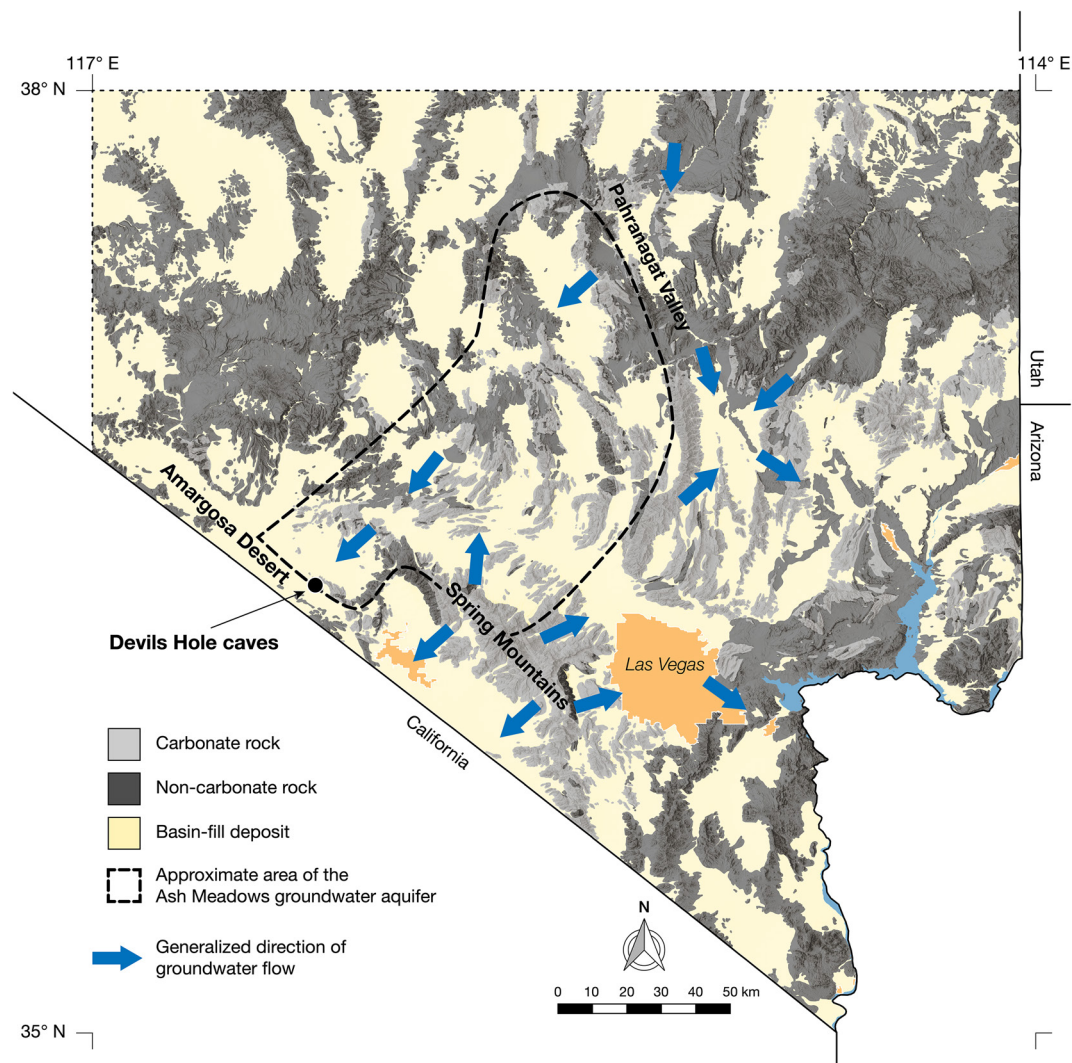 117° E
114° E
38° N
Pahranagat Valley
Utah
Arizona
Amargosa Desert
Spring Mountains
Devils Hole caves
Las Vegas
California
Carbonate rock
Non-carbonate rock
Basin-fill deposit
Approximate area of the
Ash Meadows groundwater aquifer
Generalized direction of
groundwater flow
N
0 10 20 30 40 50 km
35° N